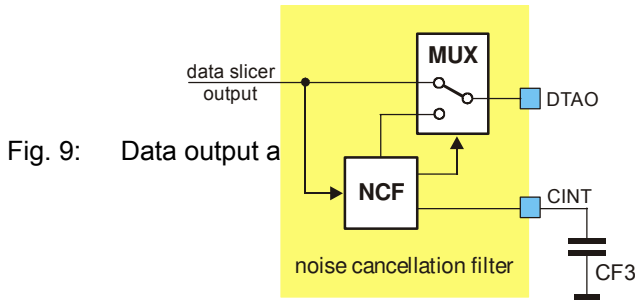 MUX
data slicer
output
DTAO
Fig. 9: Data output a
NCF
CINT
noise cancellation filter
CF3